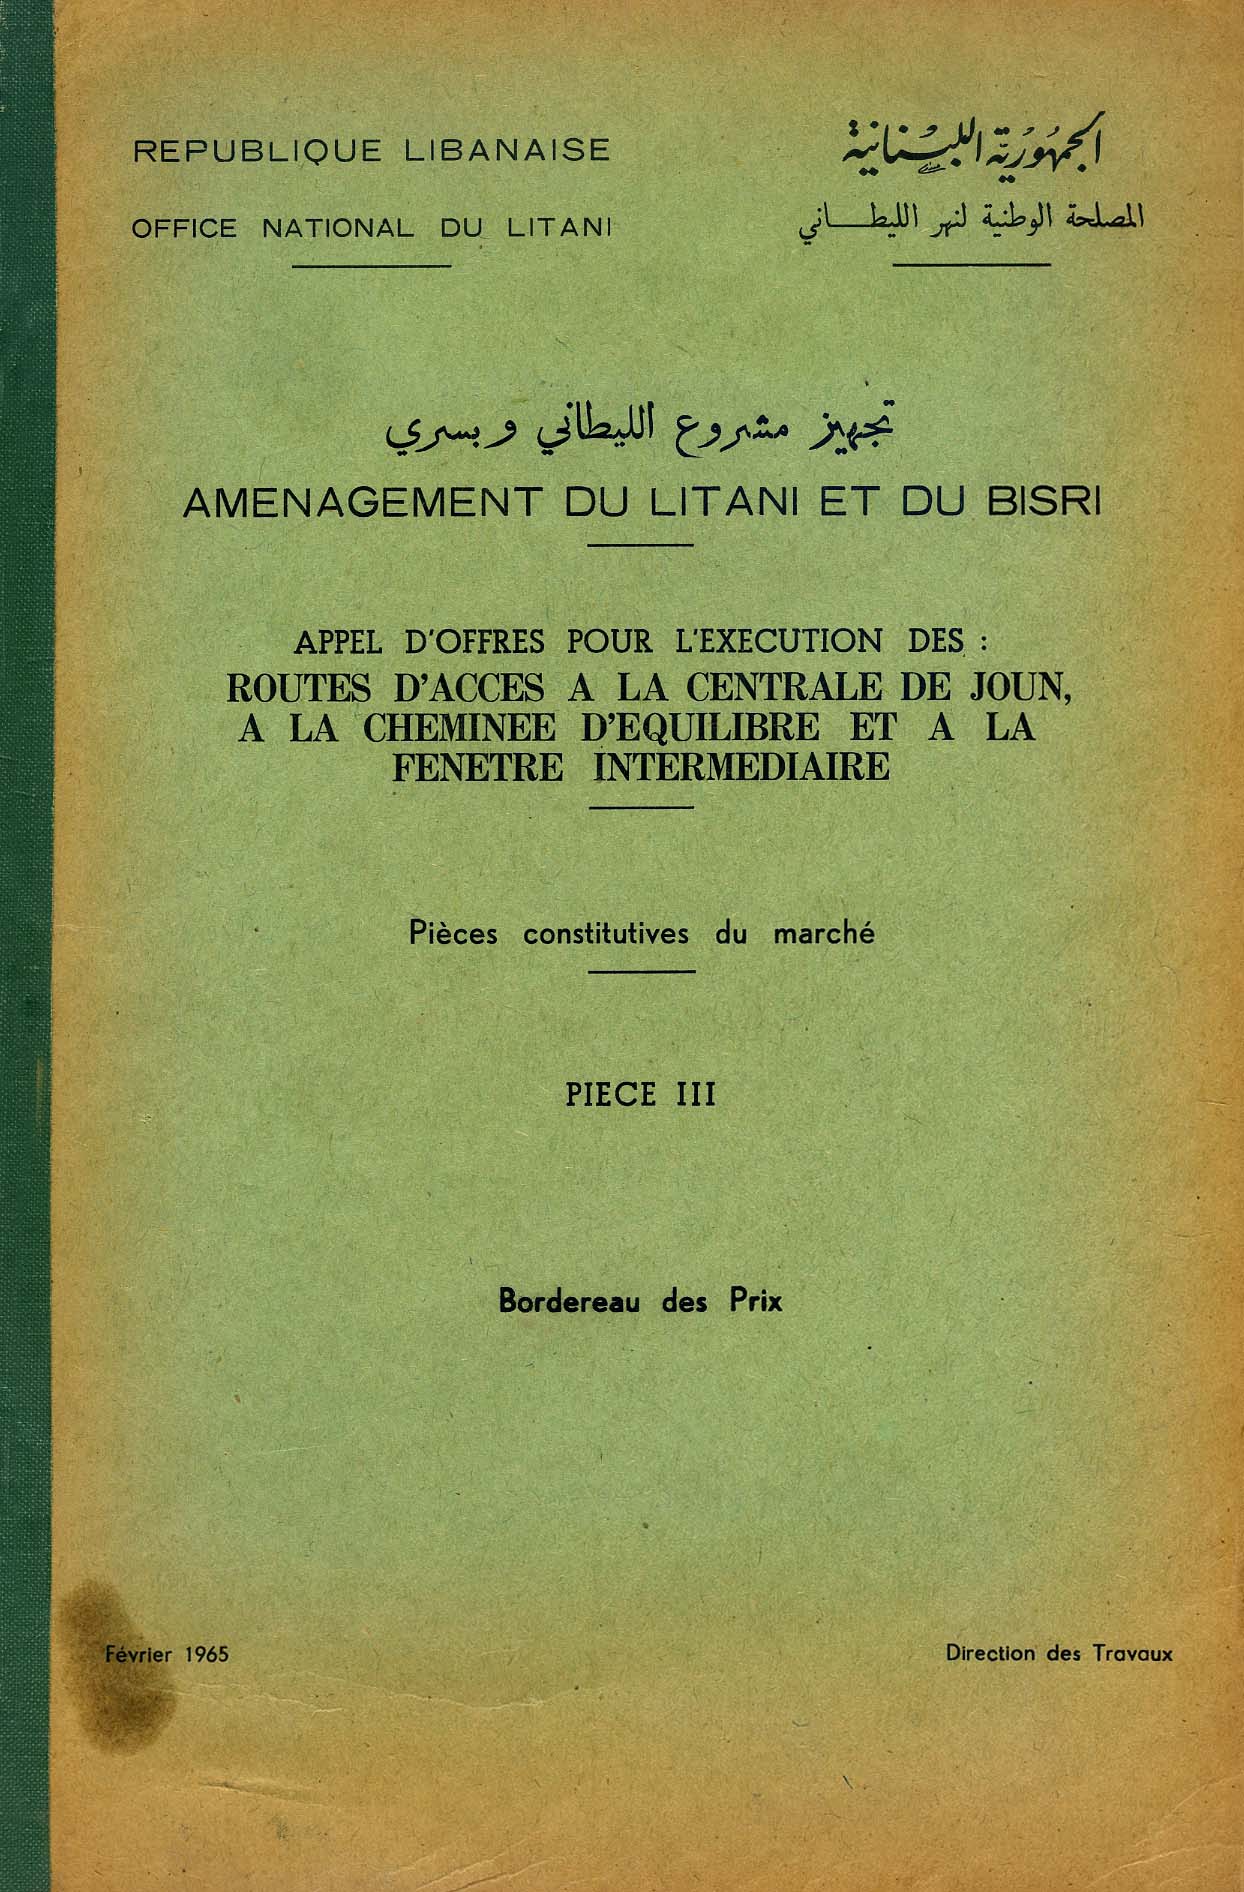 REPUBLIQUE LIBANAISE
الجمهورية اللبنانية
OFFICE NATIONAL DU LITANI
المصلحة الوطنية لنهر الليطـــاني
تجهيز مشروع الليطاني وبسري
AMENAGEMENT DU LITANI ET DU BISRI
APPEL D'OFFRES POUR L'EXECUTION DES :
ROUTES D'ACCES A LA CENTRALE DE JOUN,
A LA CHEMINEE D'EQUILIBRE ET A LA
FENETRE INTERMEDIAIRE
Pièces constitutives du marché
PIECE III
Bordereau des Prix
Février 1965
Direction des Travaux